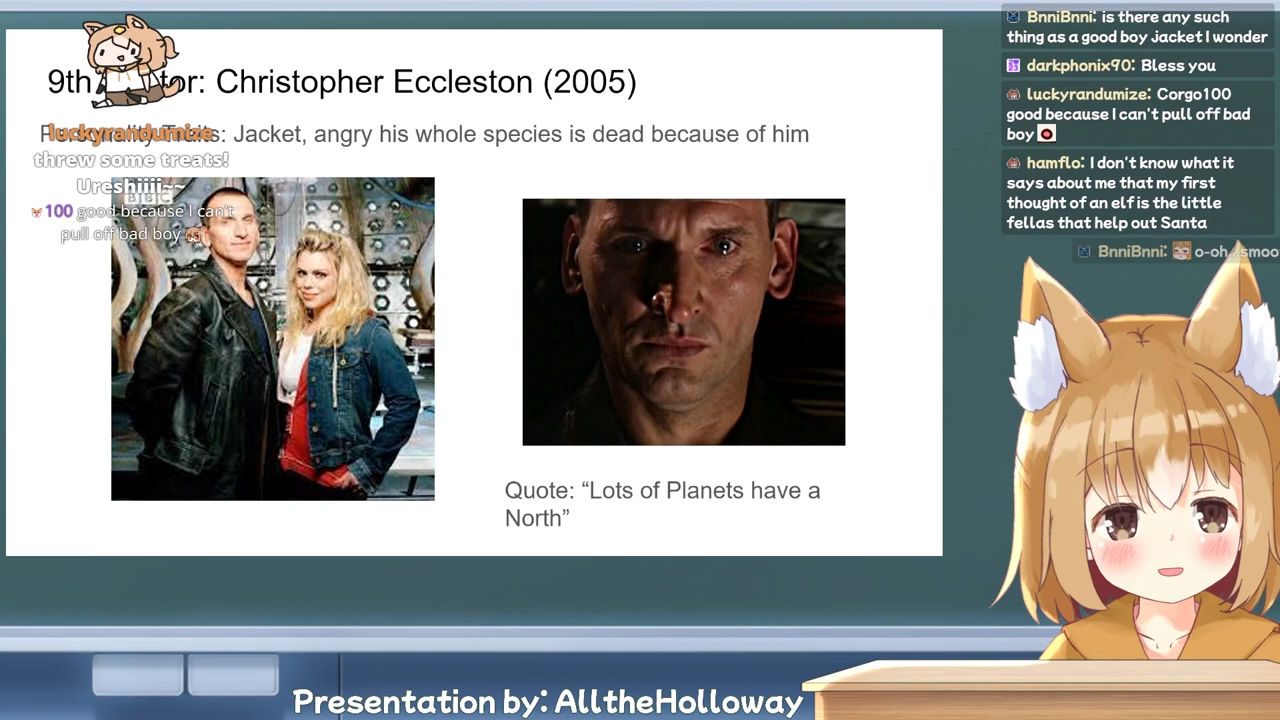 9th tor: Christopher Eccleston (2005)
luckyrandumize
Traits: Jacket, angry his whole species is dead because of him
threw some treats!
Ureshiiii~~
100 good because I can't
pull off bad boy
BBC
Quote: “Lots of Planets have a
North”
BnniBnni: is there any such
thing as a good boy Jacket I wonder
darkphonix90: Bless you
luckyrandumize: Corgo100
good because I can't pull off bad
boy
hamflo: I don't know what it
says about me that my first
thought of an elf is the little
fellas that help out Santa
BnniBnni: o-oh..smoo
Presentation by: AlltheHolloway